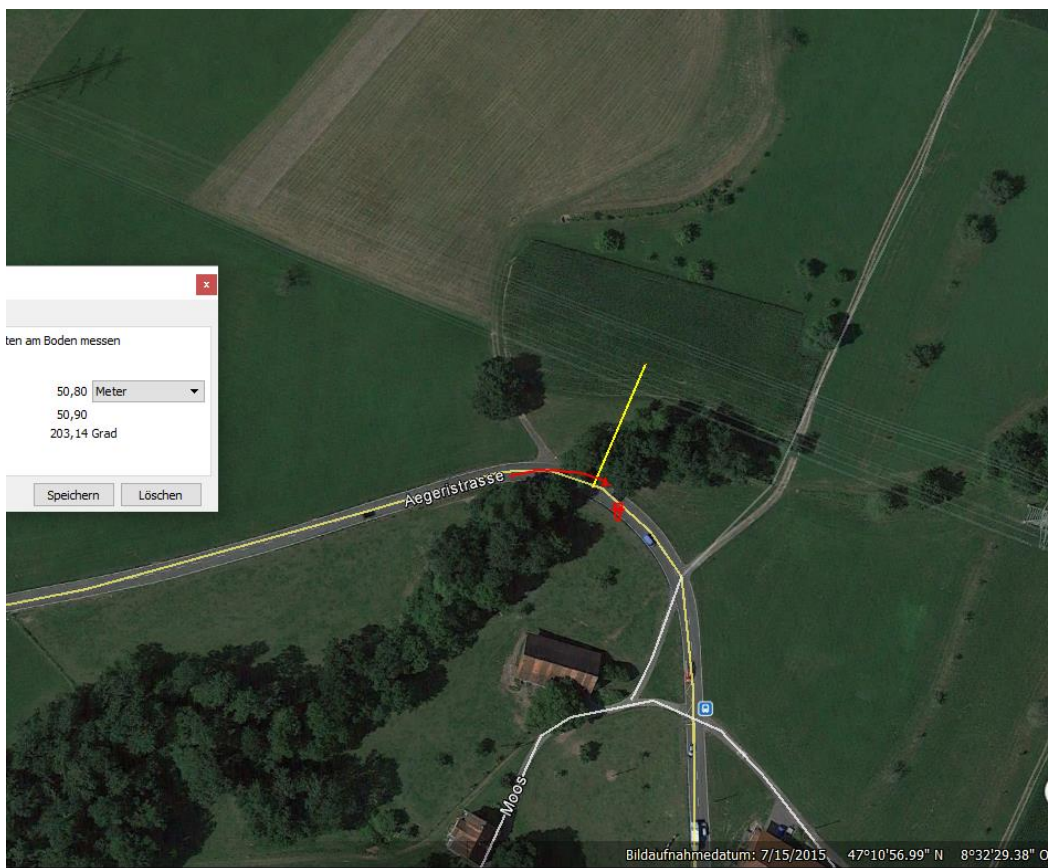 ten am Boden messen
50,80 Meter
50,90
203,14 Grad
Speichern Löschen
Aegeristrasse
Moos
Bildaufnahmedatum: 7/15/2015 47°10'56.99" N 8°32'29.38" O